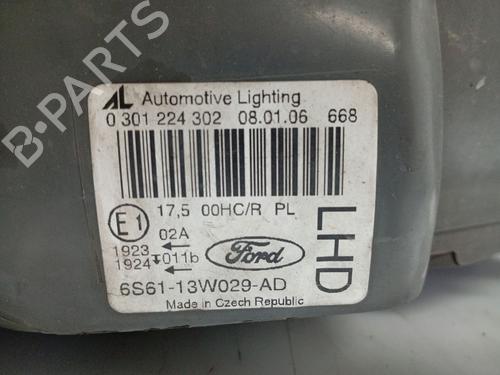 AL Automotive Lighting
0 301 224 302 08.01.06 668
E1 17,5 00HC/R PL
02A
1923
1924 011b
Ford
LHD
6S61-13W029-AD
Made in Czech Republic
B-PARTS